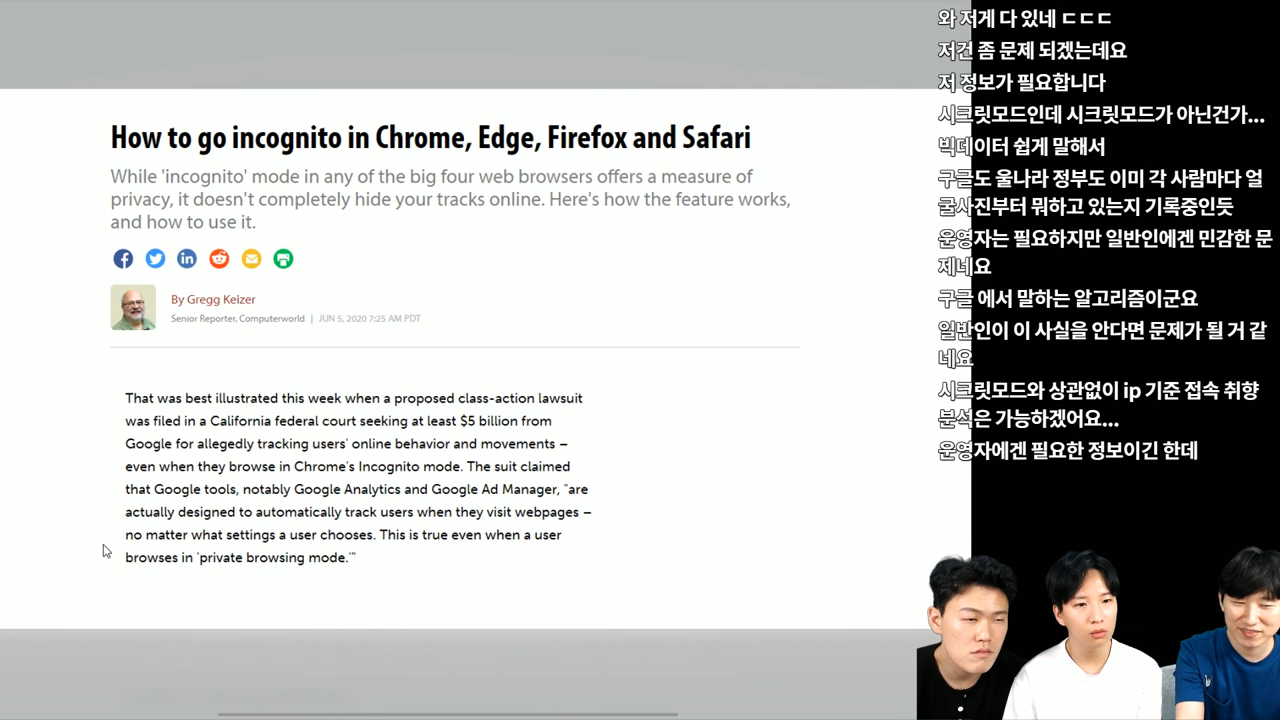 How to go incognito in Chrome, Edge, Firefox and Safari
While 'incognito' mode in any of the big four web browsers offers a measure of
privacy, it doesn't completely hide your tracks online. Here's how the feature works,
and how to use it.
By Gregg Keizer
Senior Reporter, Computerworld | JUN 5, 2020 7:25 AM PDT
That was best illustrated this week when a proposed class-action lawsuit
was filed in a California federal court seeking at least $5 billion from
Google for allegedly tracking users' online behavior and movements –
even when they browse in Chrome's Incognito mode. The suit claimed
that Google tools, notably Google Analytics and Google Ad Manager, "are
actually designed to automatically track users when they visit webpages –
no matter what settings a user chooses. This is true even when a user
browses in 'private browsing mode.'"
와 저게 다 있네 ㄷㄷㄷ
저건 좀 문제 되겠는데요
저 정보가 필요합니다
시크릿모드인데 시크릿모드가 아닌건가...
빅데이터 쉽게 말해서
구글도 울나라 정부도 이미 각 사람마다 얼
굴사진부터 뭐하고 있는지 기록중인듯
운영자는 필요하지만 일반인에겐 민감한 문
제네요
구글 에서 말하는 알고리즘이군요
일반인이 이 사실을 안다면 문제가 될 거 같
네요
시크릿모드와 상관없이 ip 기준 접속 취향
분석은 가능하겠어요...
운영자에겐 필요한 정보이긴 한데